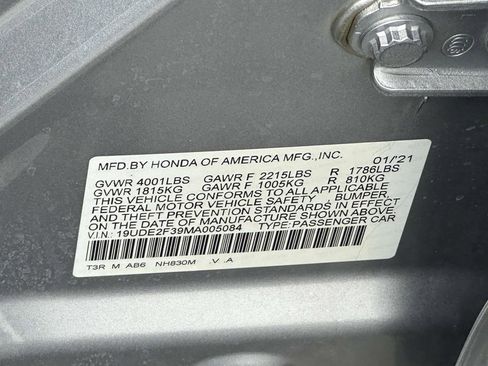 MFD.BY HONDA OF AMERICA MFG.,INC. 01/'21
GVWR 4001LBS GAWR F 2215LBS R 1786LBS
GVWR 1815KG GAWR F 1005KG R 810KG
THIS VEHICLE CONFORMS TO ALL APPLICABLE
FEDERAL MOTOR VEHICLE SAFETY BUMPER,
AND THEFT PREVENTION STANDARDS IN EFFECT
ON THE DATE OF MANUFACTURE SHOWN ABOVE.
V.I.N.: 19UDE2F39MA005084 TYPE:PASSENGER CAR
T3R M AB6 NH830M .V .A